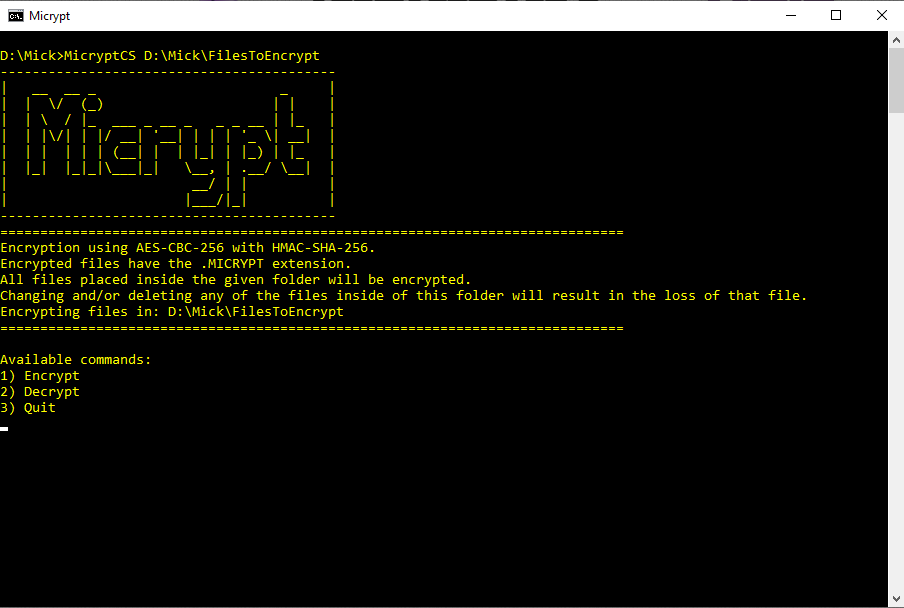 Micrypt
D:\Mick>MicryptCS D:\Mick\FilesToEncrypt
Micrypt
Encryption using AES-CBC-256 with HMAC-SHA-256.
Encrypted files have the .MICRYPT extension.
All files placed inside the given folder will be encrypted.
Changing and/or deleting any of the files inside of this folder will result in the loss of that file.
Encrypting files in: D:\Mick\FilesToEncrypt
Available commands:
1) Encrypt
2) Decrypt
3) Quit